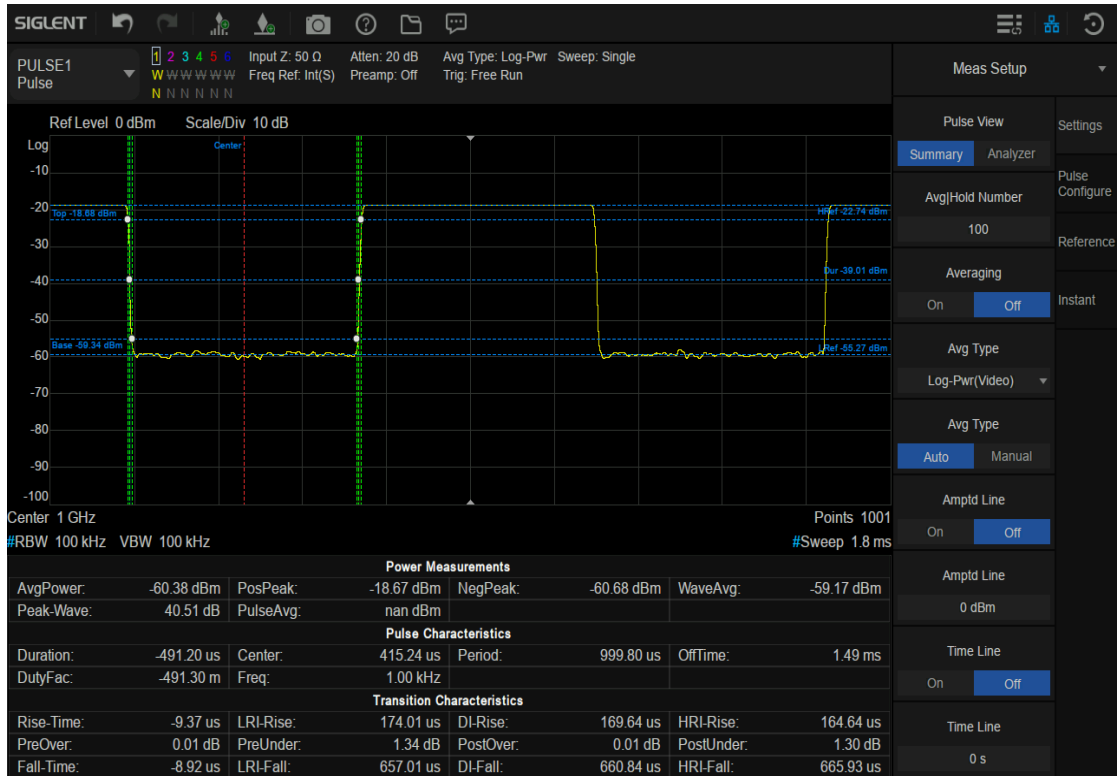 SIGLENT
PULSE1
Pulse
1 2 3 4 5 6
W W W W W W
N N N N N N
Input Z: 50 Ω
Freq Ref: Int(S)
Atten: 20 dB
Preamp: Off
Avg Type: Log-Pwr
Trig: Free Run
Sweep: Single
Ref Level 0 dBm
Scale/Div 10 dB
Log
-10
-20
-30
-40
-50
-60
-70
-80
-90
-100
Center
Top -18.68 dBm
HRef -22.74 dBm
Dur -39.01 dBm
Base -59.34 dBm
LRef -55.27 dBm
Center 1 GHz
Points 1001
#RBW 100 kHz VBW 100 kHz
#Sweep 1.8 ms
Power Measurements
AvgPower: -60.38 dBm PosPeak: -18.67 dBm NegPeak: -60.68 dBm WaveAvg: -59.17 dBm
Peak-Wave: 40.51 dB PulseAvg: nan dBm
Pulse Characteristics
Duration: -491.20 us Center: 415.24 us Period: 999.80 us OffTime: 1.49 ms
DutyFac: -491.30 m Freq: 1.00 kHz
Transition Characteristics
Rise-Time: -9.37 us LRI-Rise: 174.01 us DI-Rise: 169.64 us HRI-Rise: 164.64 us
PreOver: 0.01 dB PreUnder: 1.34 dB PostOver: 0.01 dB PostUnder: 1.30 dB
Fall-Time: -8.92 us LRI-Fall: 657.01 us DI-Fall: 660.84 us HRI-Fall: 665.93 us
Meas Setup
Pulse View
Summary Analyzer
Avg|Hold Number
100
Averaging
On Off
Avg Type
Log-Pwr(Video)
Avg Type
Auto Manual
Amptd Line
On Off
Amptd Line
0 dBm
Time Line
On Off
Time Line
0 s
Settings
Pulse
Configure
Reference
Instant